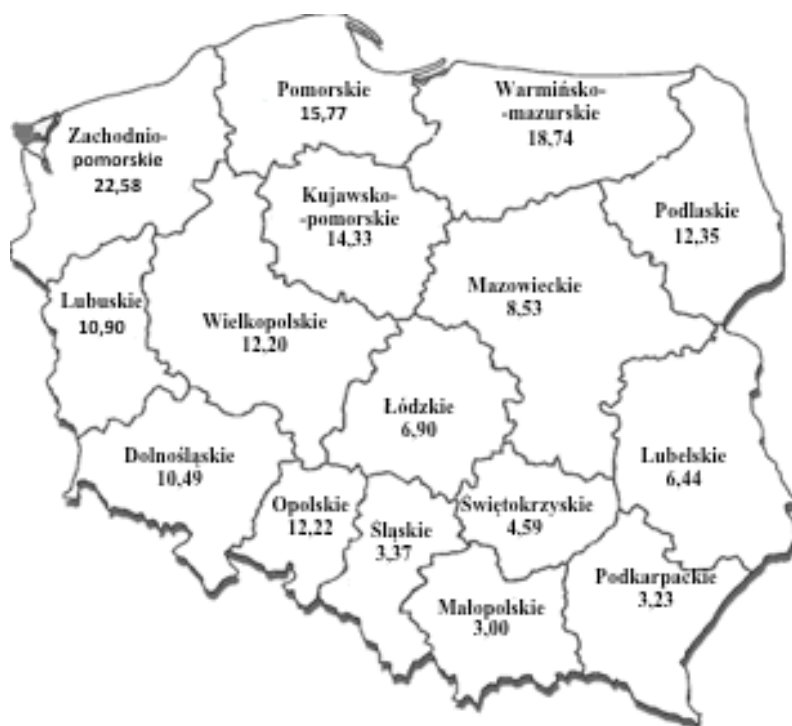 Pomorskie
15,77
Warmińsko-
-mazurskie
18,74
Zachodnio-
pomorskie
22,58
Kujawsko-
-pomorskie
14,33
Podlaskie
12,35
Lubuskie
10,90
Wielkopolskie
12,20
Mazowieckie
8,53
Łódzkie
6,90
Dolnośląskie
10,49
Lubelskie
6,44
Opolskie
12,22
Śląskie
3,37
Świętokrzyskie
4,59
Podkarpackie
3,23
Małopolskie
3,00